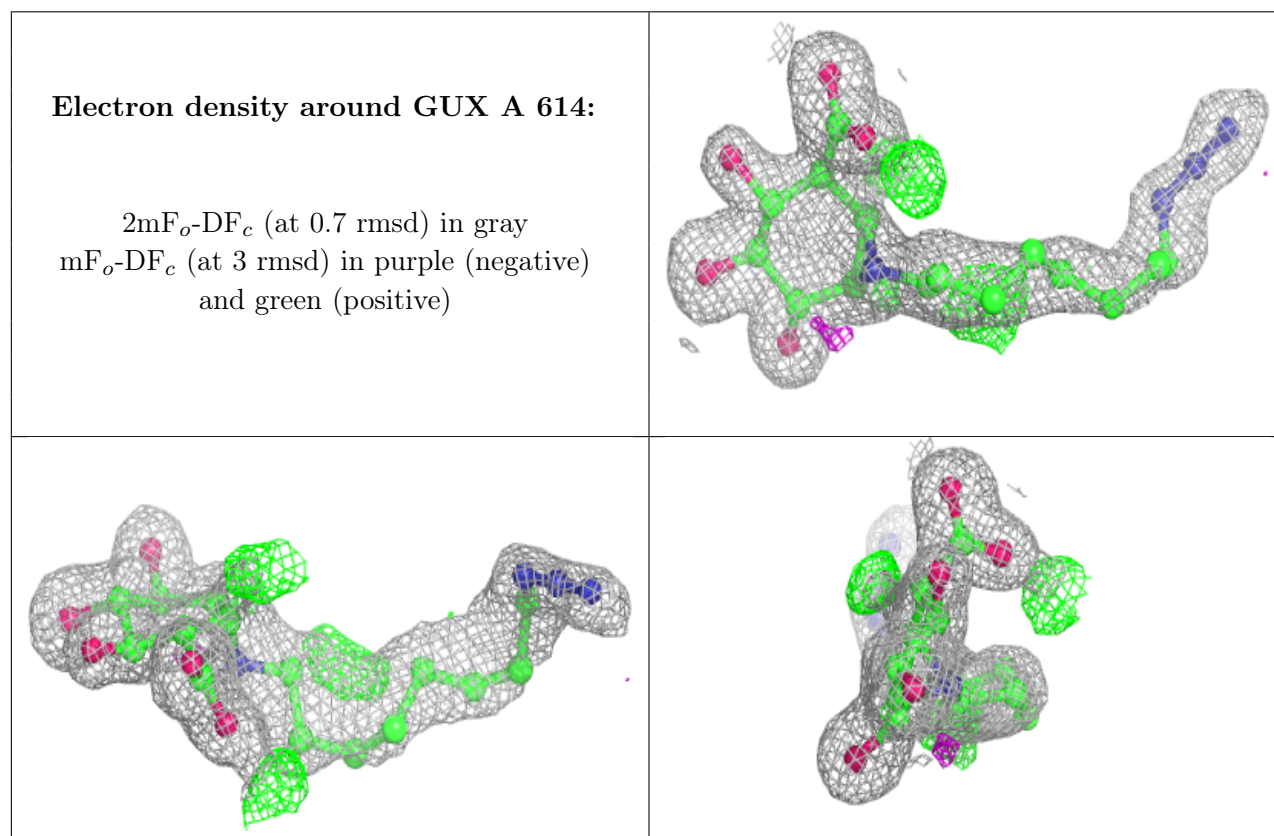 Electron density around GUX A 614:
2mFo-DFc (at 0.7 rmsd) in gray
mFo-DFc (at 3 rmsd) in purple (negative)
and green (positive)